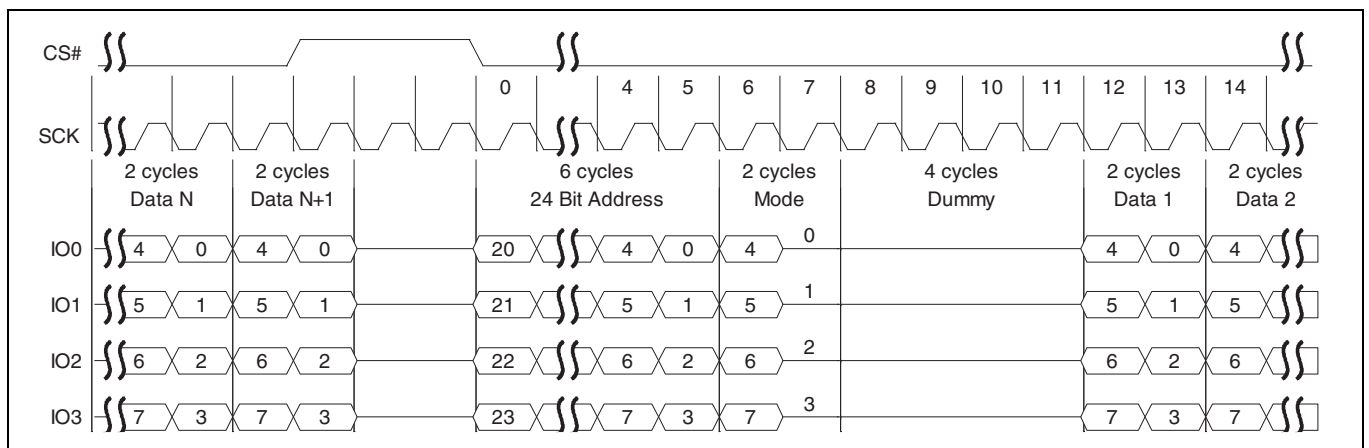 CS#
0 4 5 6 7 8 9 10 11 12 13 14
SCK
2 cycles 2 cycles 6 cycles 2 cycles 4 cycles 2 cycles 2 cycles
Data N Data N+1 24 Bit Address Mode Dummy Data 1 Data 2
IO0 4 0 4 0 20 4 0 4 0 4 0 4
IO1 5 1 5 1 21 5 1 5 1 5 1 5
IO2 6 2 6 2 22 6 2 6 2 6 2 6
IO3 7 3 7 3 23 7 3 7 3 7 3 7